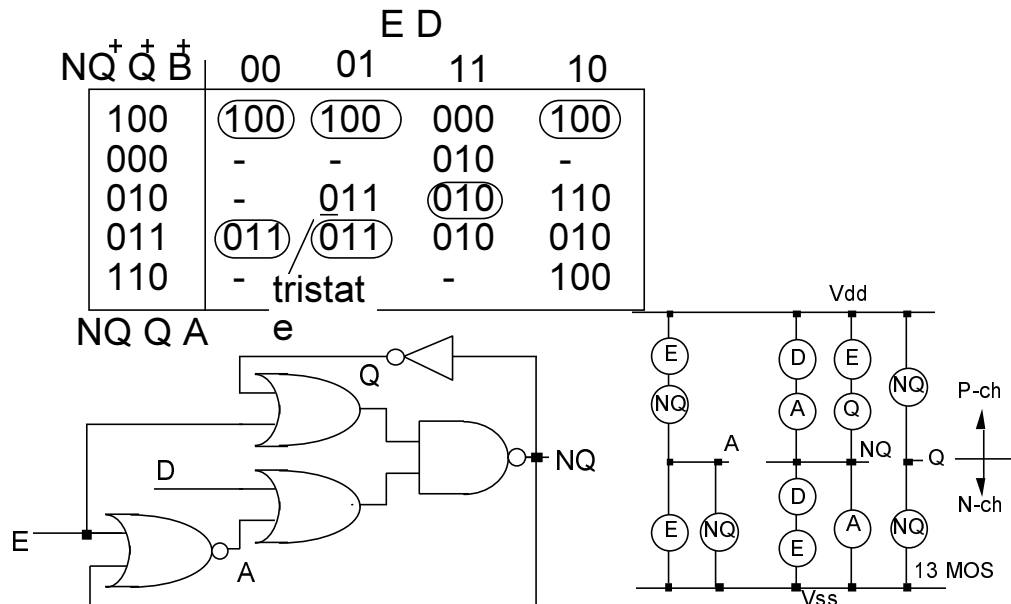 E D
+ + +
NQ Q B 00 01 11 10
100 100 100 000 100
000 - - 010 -
010 - 011 010 110
011 011 011 010 010
110 - - 100
tristat
e
NQ Q A
Q
D
NQ
E
A
Vdd
E D E
NQ
NQ A Q
P-ch
A NQ Q
N-ch
D
E NQ A NQ
E
13 MOS
Vss